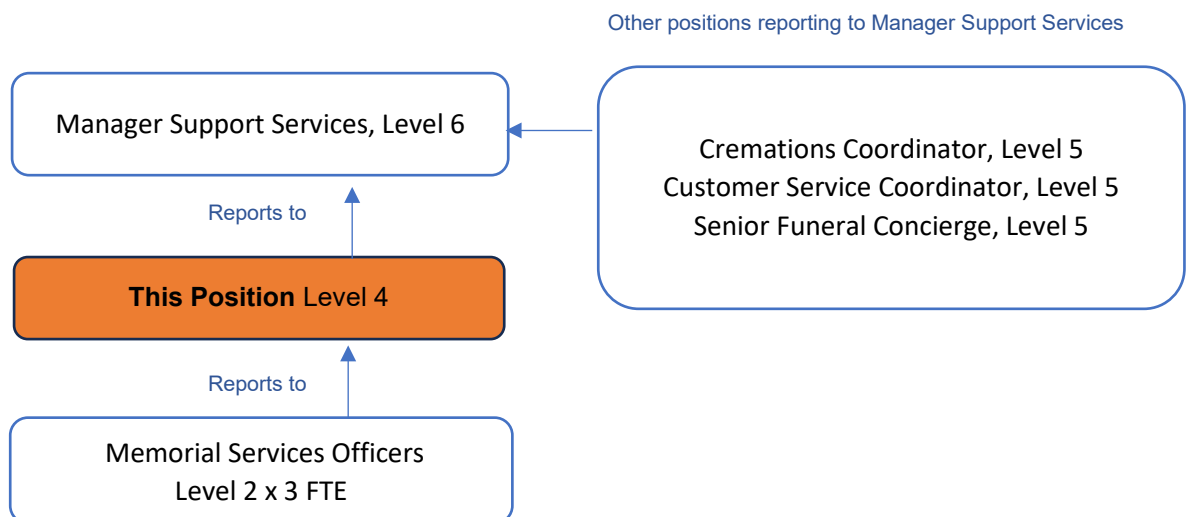 Other positions reporting to Manager Support Services
Manager Support Services, Level 6
Cremations Coordinator, Level 5
Customer Service Coordinator, Level 5
Senior Funeral Concierge, Level 5
Reports to
This Position Level 4
Reports to
Memorial Services Officers
Level 2 x 3 FTE